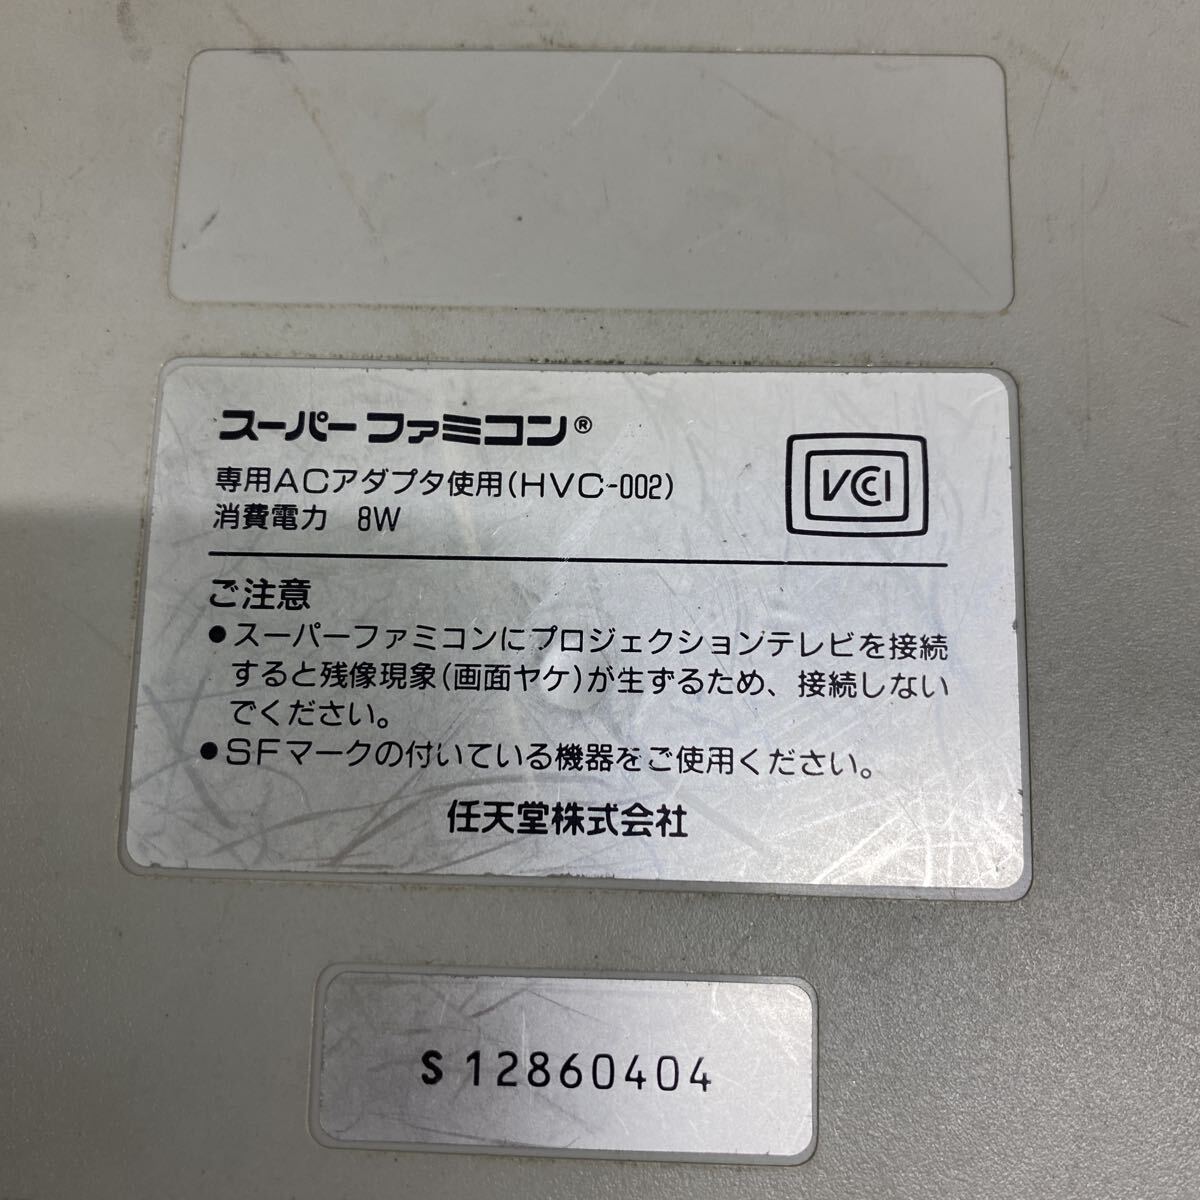 スーパーファミコン®
専用ACアダプタ使用(HVC-002)
消費電力 8W
VCCI
ご注意
●スーパーファミコンにプロジェクションテレビを接続
すると残像現象(画面ヤケ)が生ずるため、接続しない
でください。
●SFマークの付いている機器をご使用ください。
任天堂株式会社
S 12860404